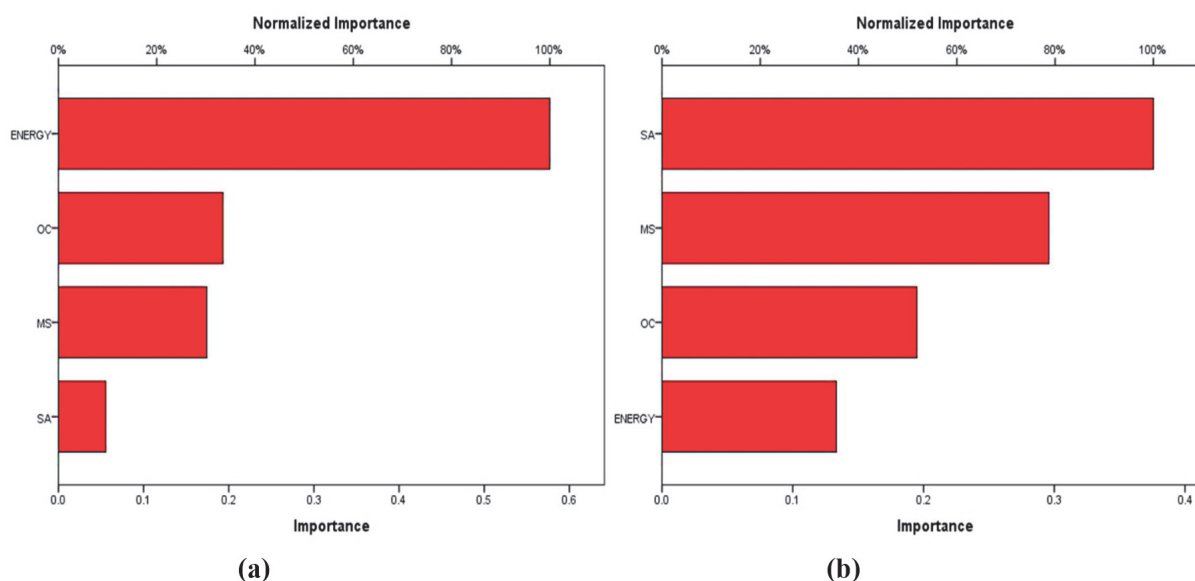 Normalized Importance
0% 20% 40% 60% 80% 100%
ENERGY
OC
MS
SA
0.0 0.1 0.2 0.3 0.4 0.5 0.6
Importance
(a)
Normalized Importance
0% 20% 40% 60% 80% 100%
SA
MS
OC
ENERGY
0.0 0.1 0.2 0.3 0.4
Importance
(b)